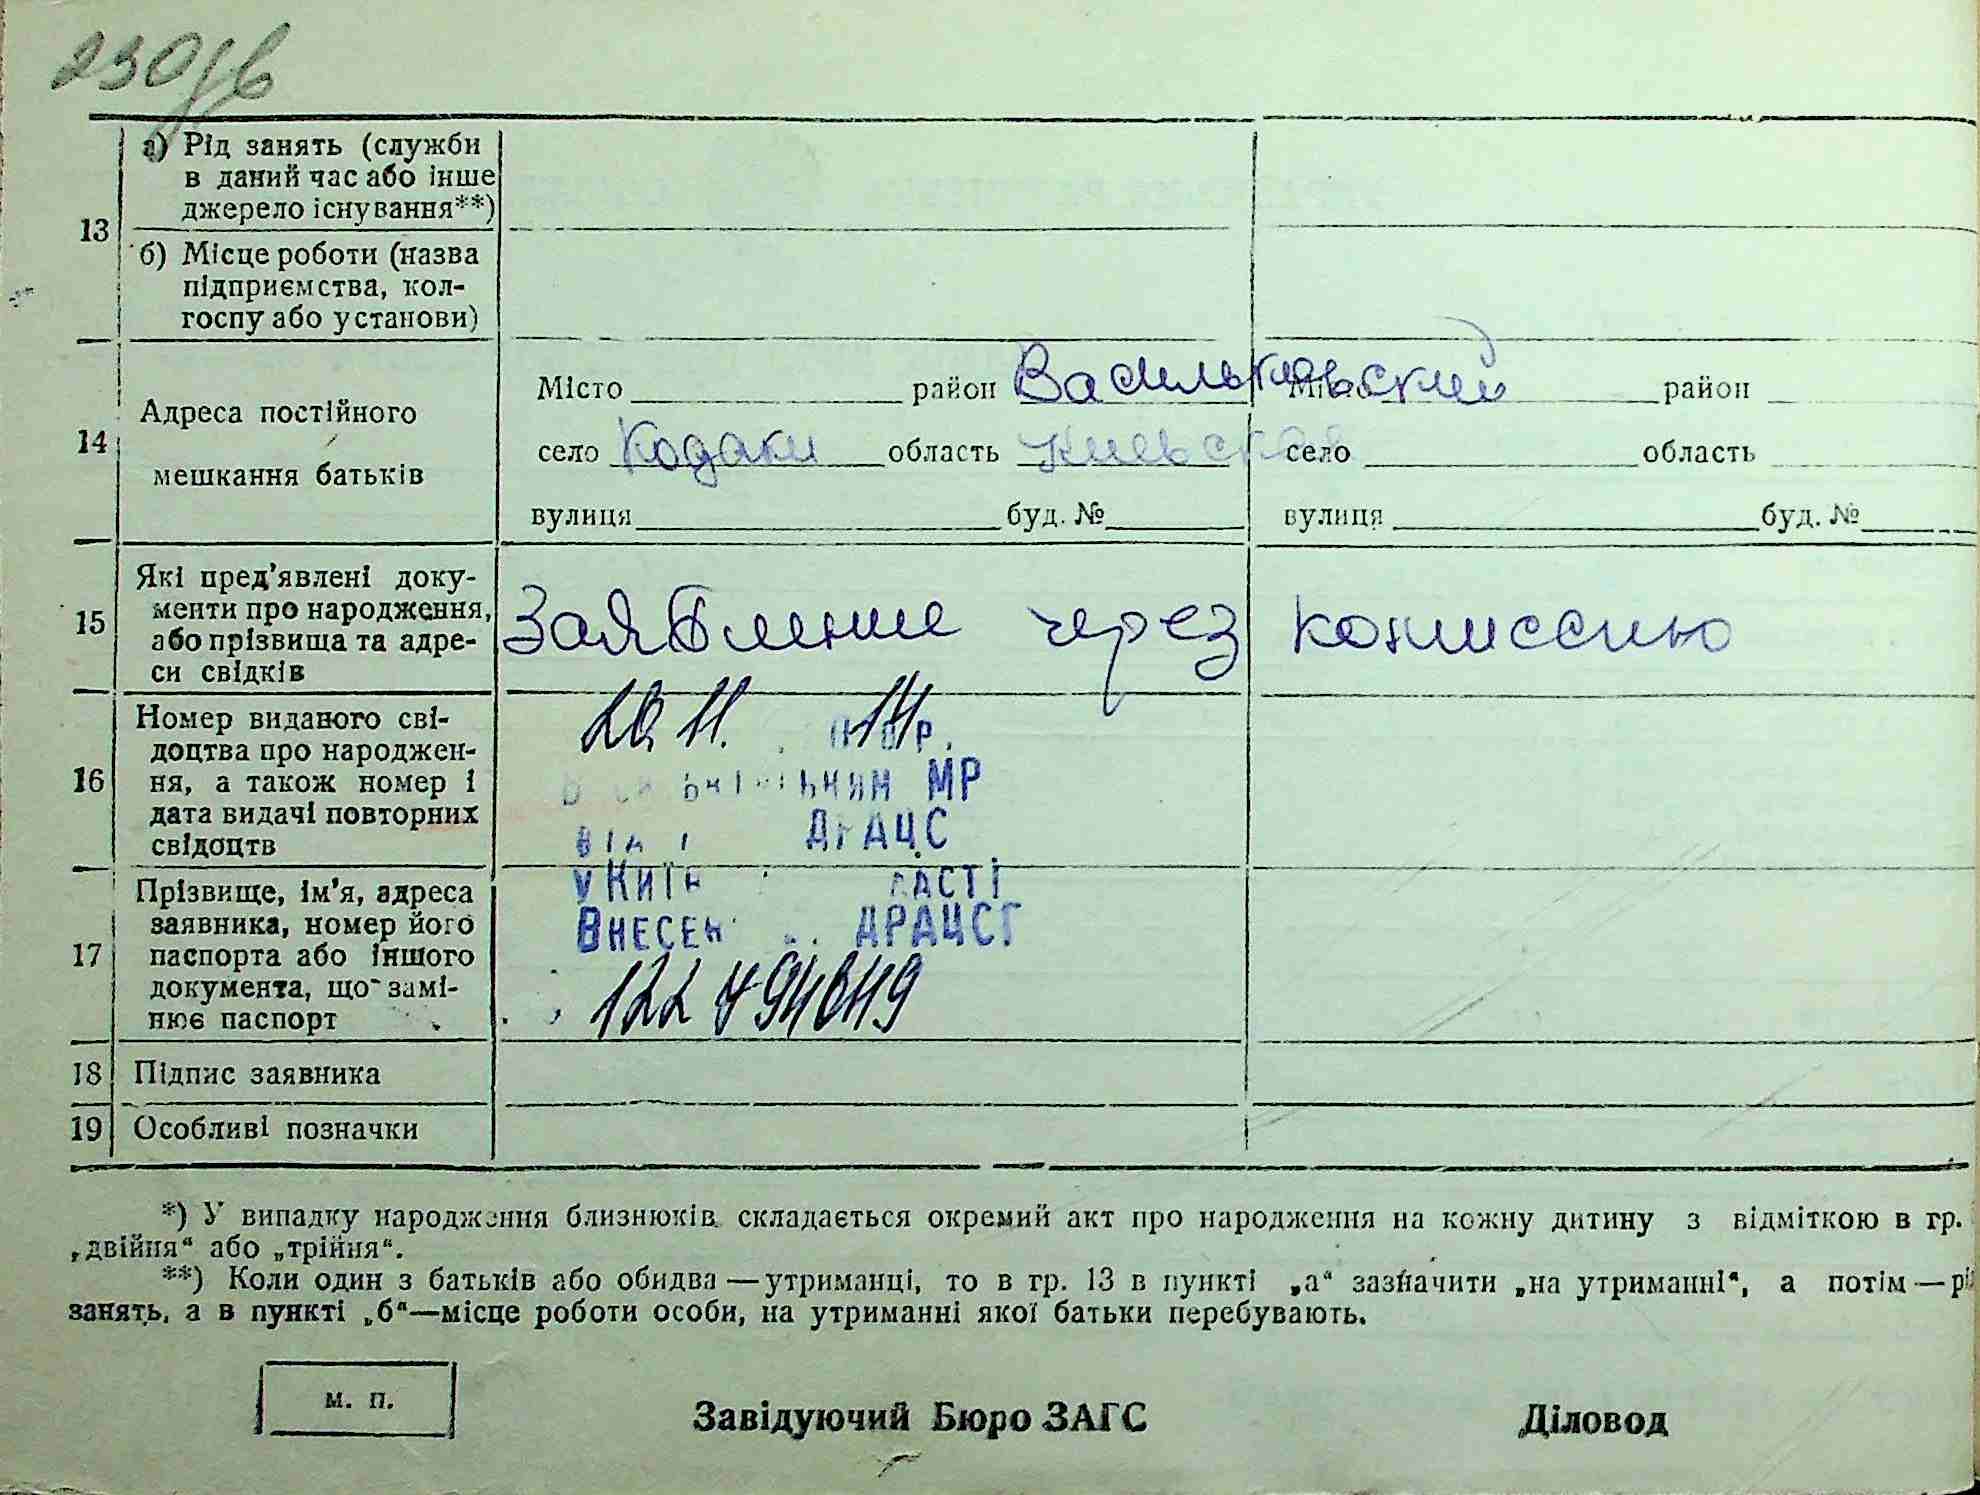 230
13
а) Рід занять (служби
в даний час або інше
джерело існування**)
б) Місце роботи (назва
підприємства, кол-
госпу або установи)
14
Адреса постійного
мешкання батьків
Місто район Васильковский
село Кодаки область Киевская
вулиця буд. №
Місто район
село область
вулиця буд. №
15
Які пред'явлені доку-
менти про народження,
або прізвища та адре-
си свідків
Заявление через комиссию
16
Номер виданого сві-
доцтва про народжен-
ня, а також номер і
дата видачі повторних
свідоцтв
20.11. 14 р.
МР
ДРАЦС
17
Прізвище, ім'я, адреса
заявника, номер його
паспорта або іншого
документа, що замі-
нює паспорт
ДРАЦСГ
18 Підпис заявника
19 Особливі позначки
*) У випадку народження близнюків складається окремий акт про народження на кожну дитину з відміткою в гр.
„двійня“ або „трійня“.
**) Коли один з батьків або обидва — утриманці, то в гр. 13 в пункті „а“ зазначити „на утриманні“, а потім —
занять, а в пункті „б“—місце роботи особи, на утриманні якої батьки перебувають.
м. п.
Завідуючий Бюро ЗАГС
Діловод